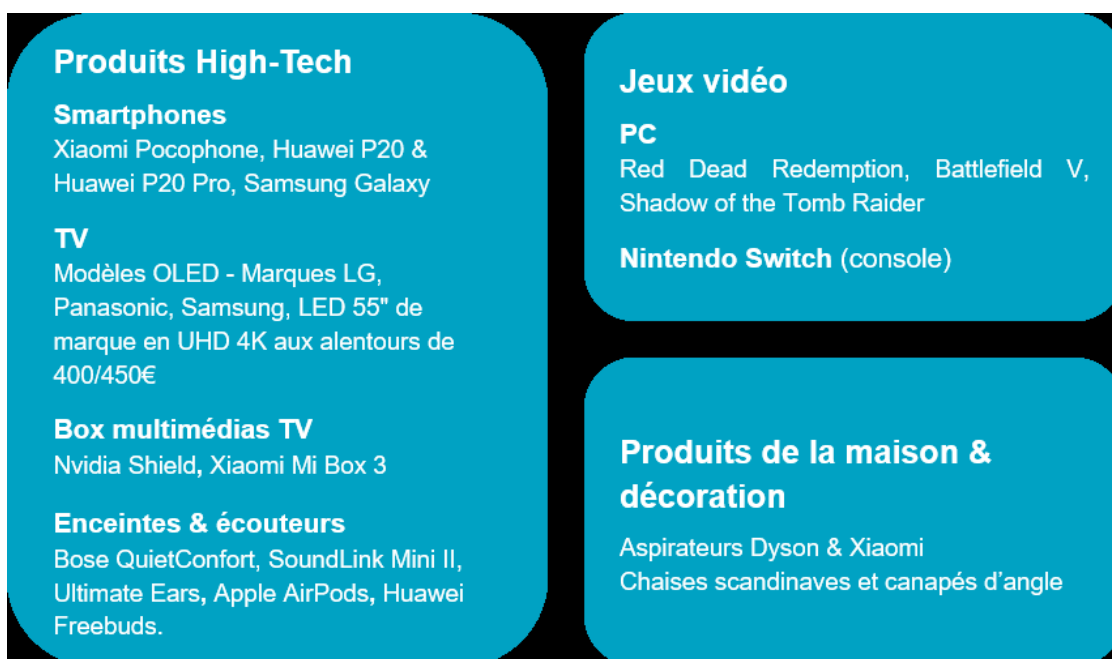 Produits High-Tech
Smartphones
Xiaomi Pocophone, Huawei P20 &
Huawei P20 Pro, Samsung Galaxy
TV
Modèles OLED - Marques LG,
Panasonic, Samsung, LED 55" de
marque en UHD 4K aux alentours de
400/450€
Box multimédias TV
Nvidia Shield, Xiaomi Mi Box 3
Enceintes & écouteurs
Bose QuietConfort, SoundLink Mini II,
Ultimate Ears, Apple AirPods, Huawei
Freebuds.
Jeux vidéo
PC
Red Dead Redemption, Battlefield V,
Shadow of the Tomb Raider
Nintendo Switch (console)
Produits de la maison &
décoration
Aspirateurs Dyson & Xiaomi
Chaises scandinaves et canapés d’angle